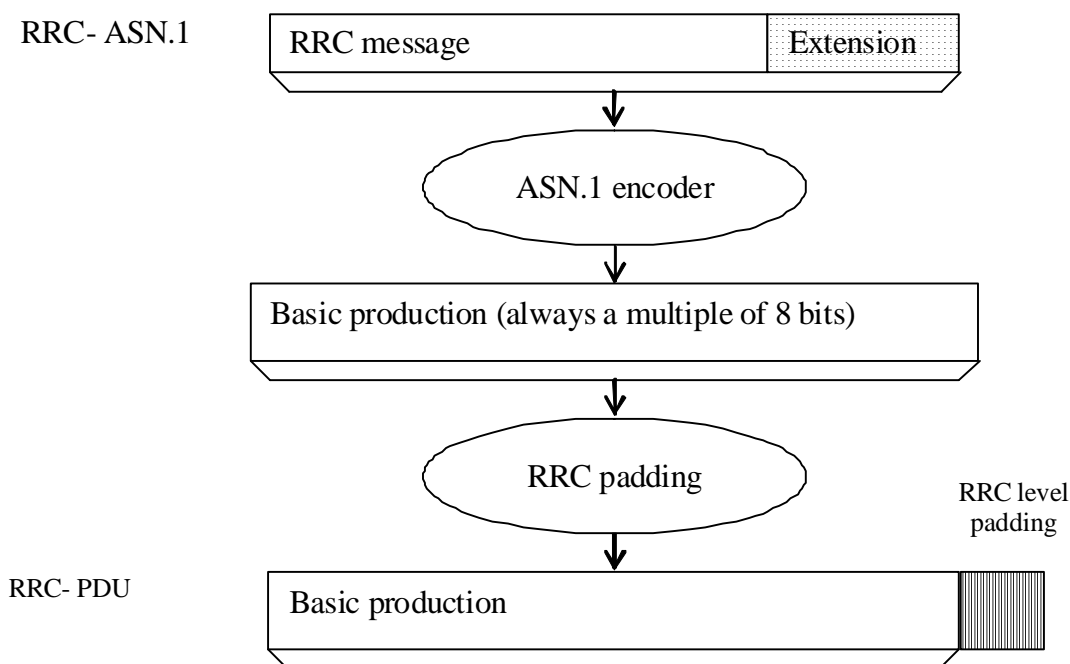 RRC- ASN.1
RRC message
Extension
ASN.1 encoder
Basic production (always a multiple of 8 bits)
RRC padding
RRC level
padding
RRC- PDU
Basic production